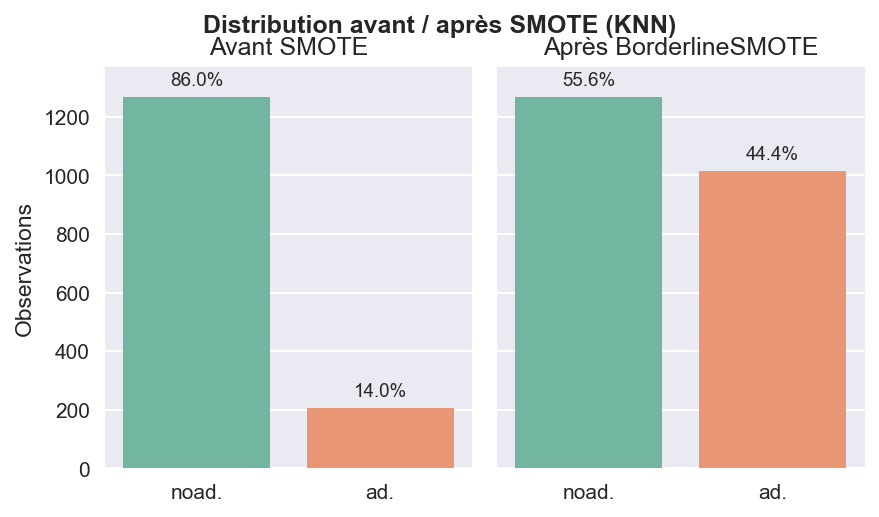 Distribution avant / après SMOTE (KNN)
Avant SMOTE
Après BorderlineSMOTE
Observations
1200
1000
800
600
400
200
0
86.0%
14.0%
noad.
ad.
55.6%
44.4%
noad.
ad.